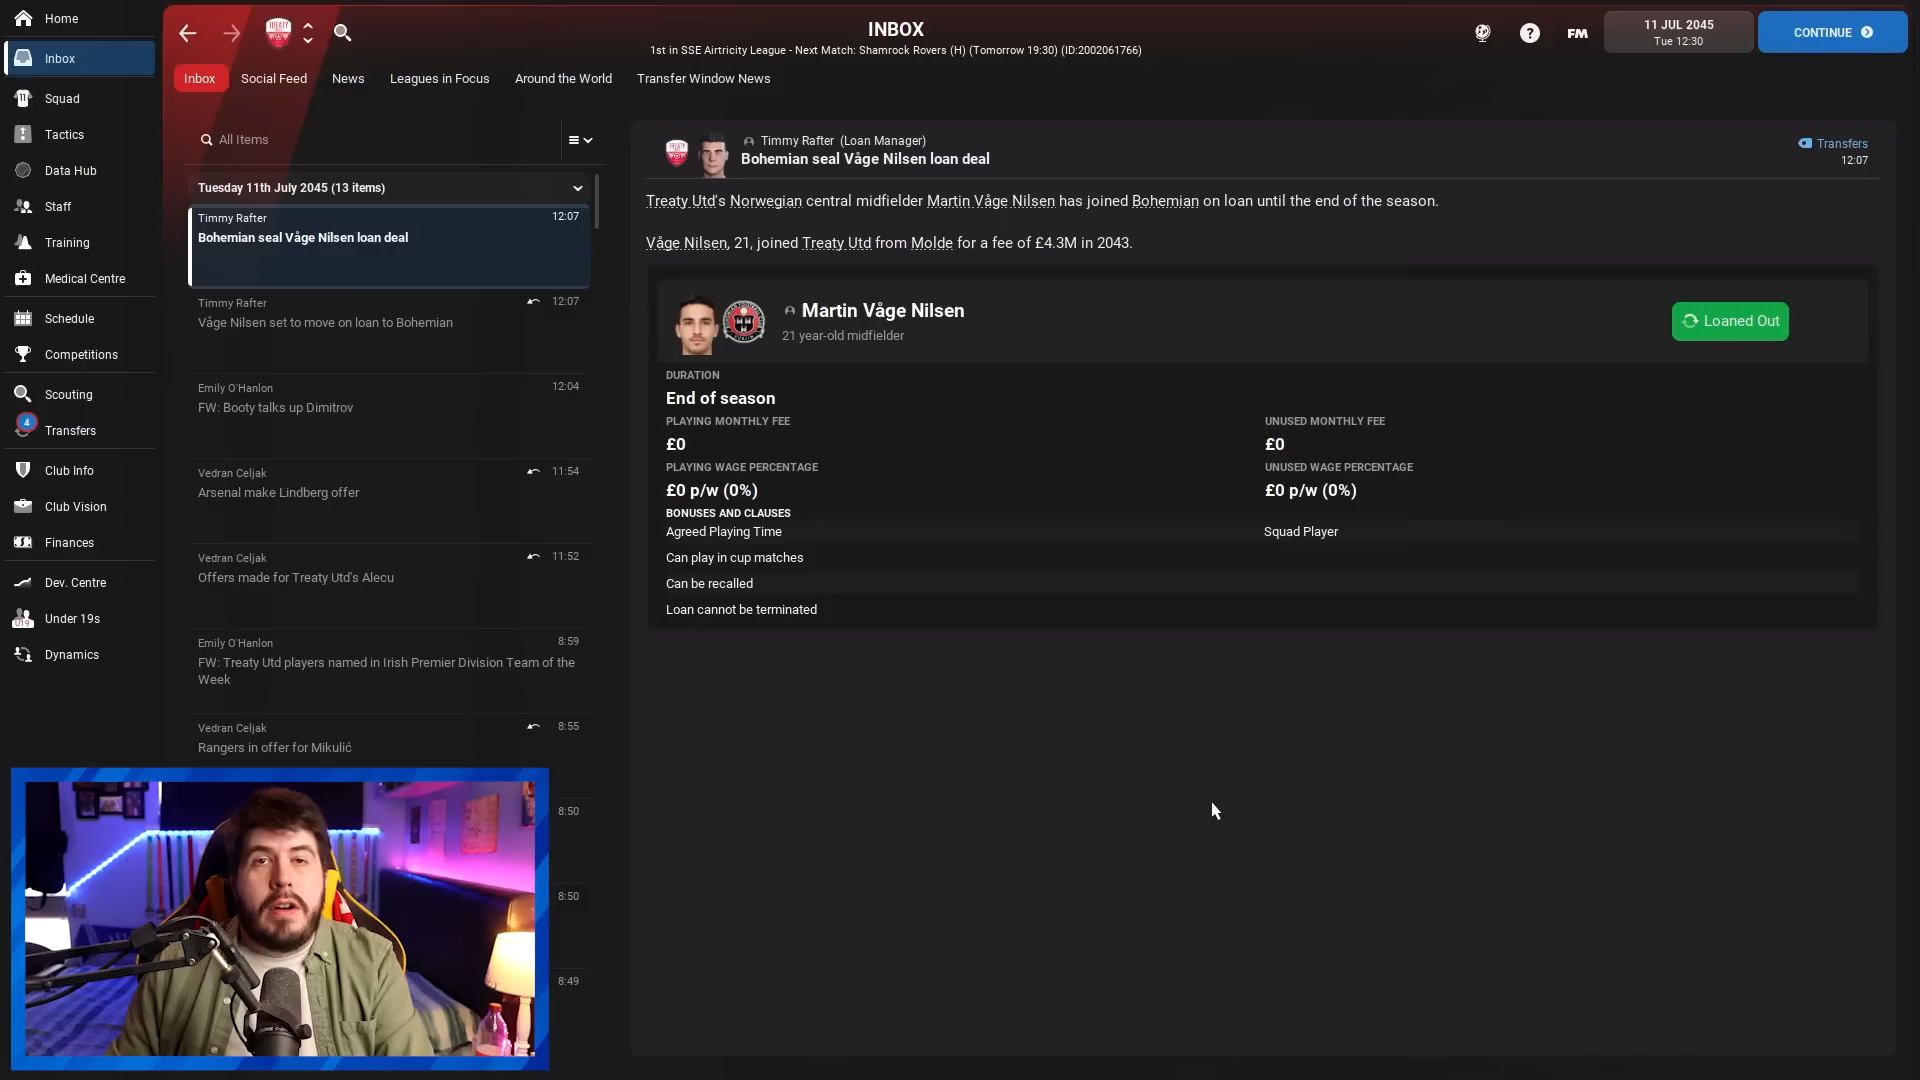 Home
Inbox
Squad
Tactics
Data Hub
Staff
Training
Medical Centre
Schedule
Competitions
Scouting
4
Transfers
Club Info
Club Vision
Finances
Dev. Centre
U19
Under 19s
Dynamics
TREATY
INBOX
1st in SSE Airtricity League - Next Match: Shamrock Rovers (H) (Tomorrow 19:30) (ID:2002061766)
FM
11 JUL 2045
Tue 12:30
CONTINUE
Inbox
Social Feed
News
Leagues in Focus
Around the World
Transfer Window News
All Items
Tuesday 11th July 2045 (13 items)
Timmy Rafter 12:07
Bohemian seal Våge Nilsen loan deal
Timmy Rafter 12:07
Våge Nilsen set to move on loan to Bohemian
Emily O'Hanlon 12:04
FW: Booty talks up Dimitrov
Vedran Celjak 11:54
Arsenal make Lindberg offer
Vedran Celjak 11:52
Offers made for Treaty Utd's Alecu
Emily O'Hanlon 8:59
FW: Treaty Utd players named in Irish Premier Division Team of the
Week
Vedran Celjak 8:55
Rangers in offer for Mikulić
8:50
8:50
8:49
Timmy Rafter (Loan Manager)
Bohemian seal Våge Nilsen loan deal
Transfers
12:07
Treaty Utd's Norwegian central midfielder Martin Våge Nilsen has joined Bohemian on loan until the end of the season.
Våge Nilsen, 21, joined Treaty Utd from Molde for a fee of £4.3M in 2043.
Martin Våge Nilsen
21 year-old midfielder
Loaned Out
DURATION
End of season
PLAYING MONTHLY FEE UNUSED MONTHLY FEE
£0 £0
PLAYING WAGE PERCENTAGE UNUSED WAGE PERCENTAGE
£0 p/w (0%) £0 p/w (0%)
BONUSES AND CLAUSES
Agreed Playing Time Squad Player
Can play in cup matches
Can be recalled
Loan cannot be terminated